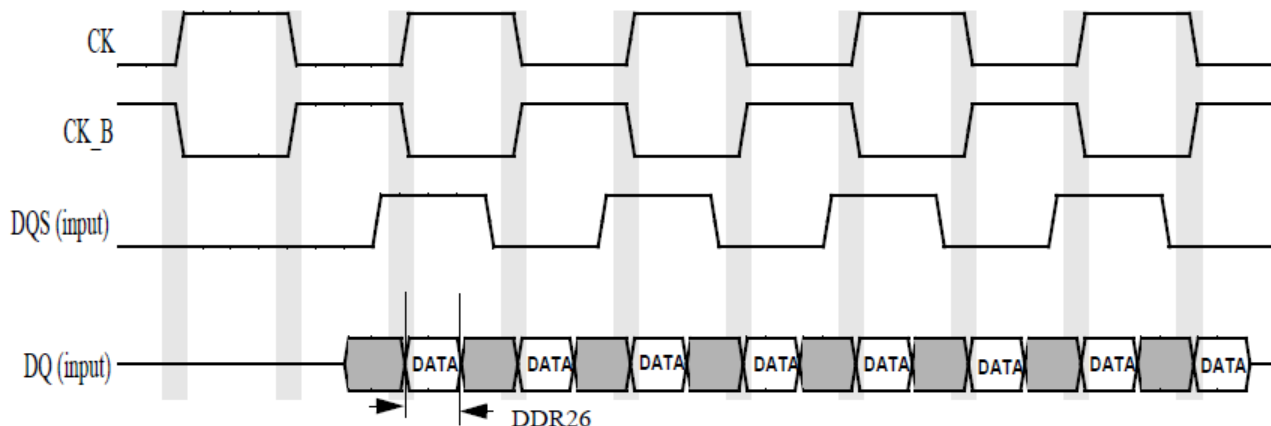 CK
CK_B
DQS (input)
DQ (input) DATA DATA DATA DATA DATA DATA DATA DATA
DDR26